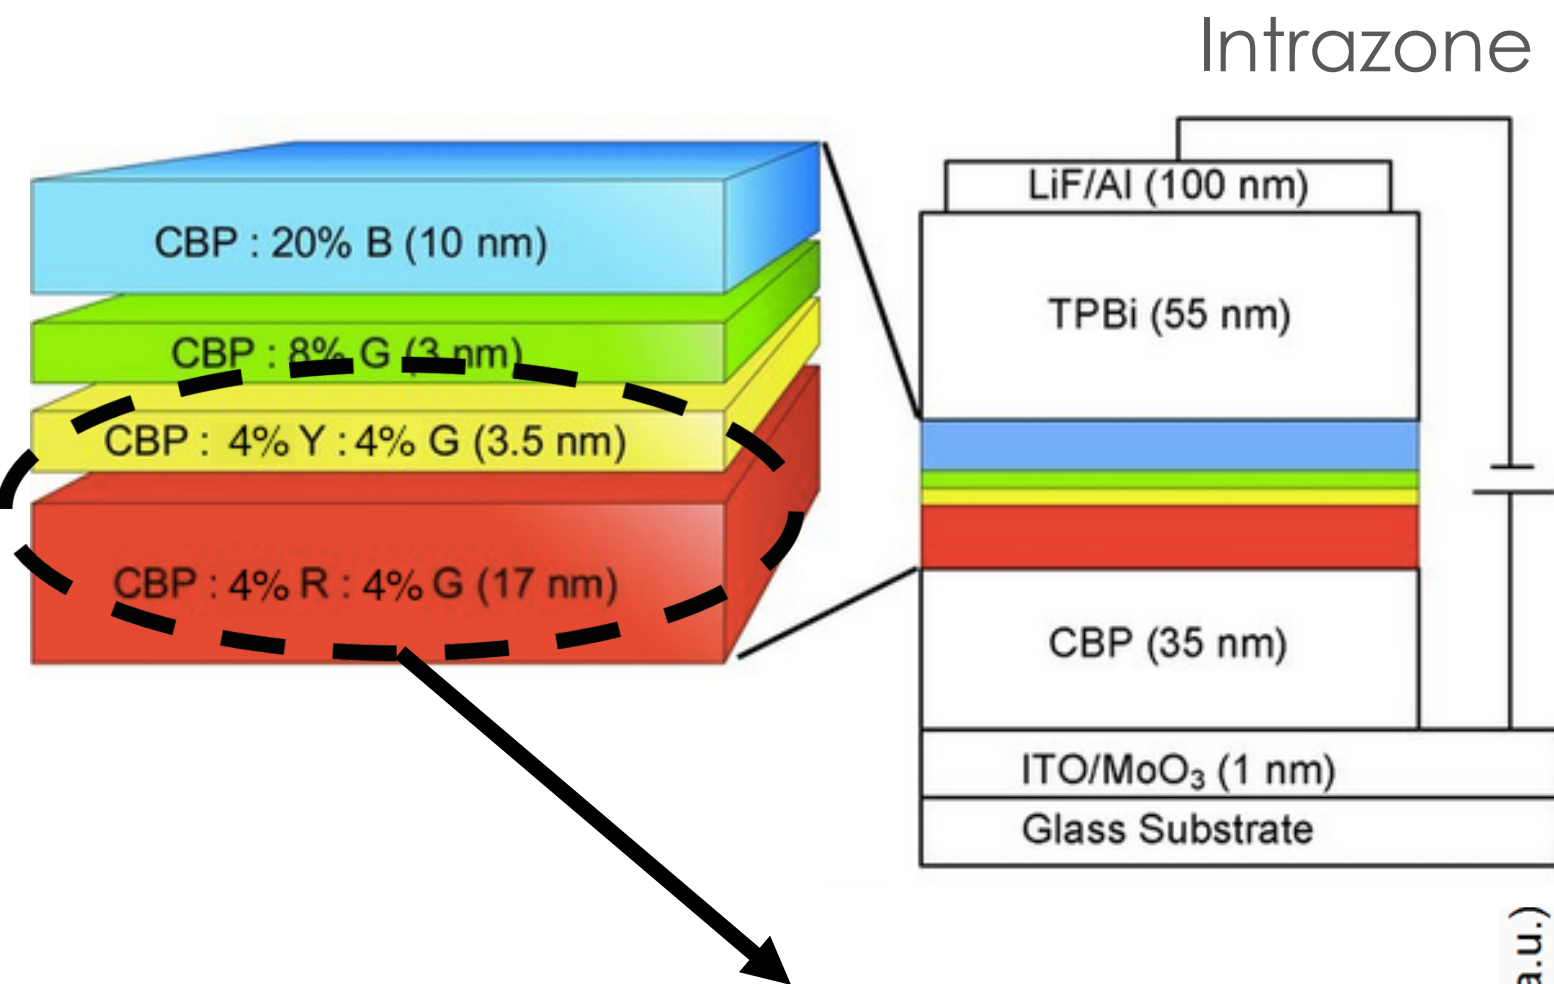 Intrazone
CBP : 20% B (10 nm)
CBP : 8% G (3 nm)
CBP : 4% Y : 4% G (3.5 nm)
CBP : 4% R : 4% G (17 nm)
LiF/Al (100 nm)
TPBi (55 nm)
CBP (35 nm)
ITO/MoO₃ (1 nm)
Glass Substrate
a.u.)